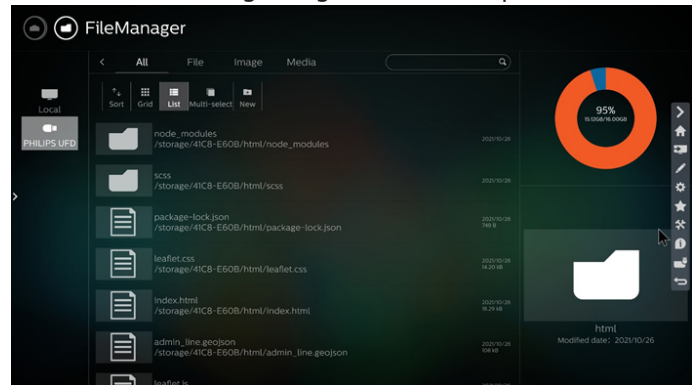 FileManager
All File Image Media
Sort Grid List Multi-select New
Local
PHILIPS UFD
node_modules
/storage/41C8-E60B/html/node_modules
2021/10/26
scss
/storage/41C8-E60B/html/scss
2021/10/26
package-lock.json
/storage/41C8-E60B/html/package-lock.json
2021/10/26
749 B
leaflet.css
/storage/41C8-E60B/html/leaflet.css
2021/10/26
14.20 kB
index.html
/storage/41C8-E60B/html/index.html
2021/10/26
18.29 kB
admin_line.geojson
/storage/41C8-E60B/html/admin_line.geojson
2021/10/26
108 kB
leaflet.js
95%
15.12GB/16.00GB
html
Modified date: 2021/10/26